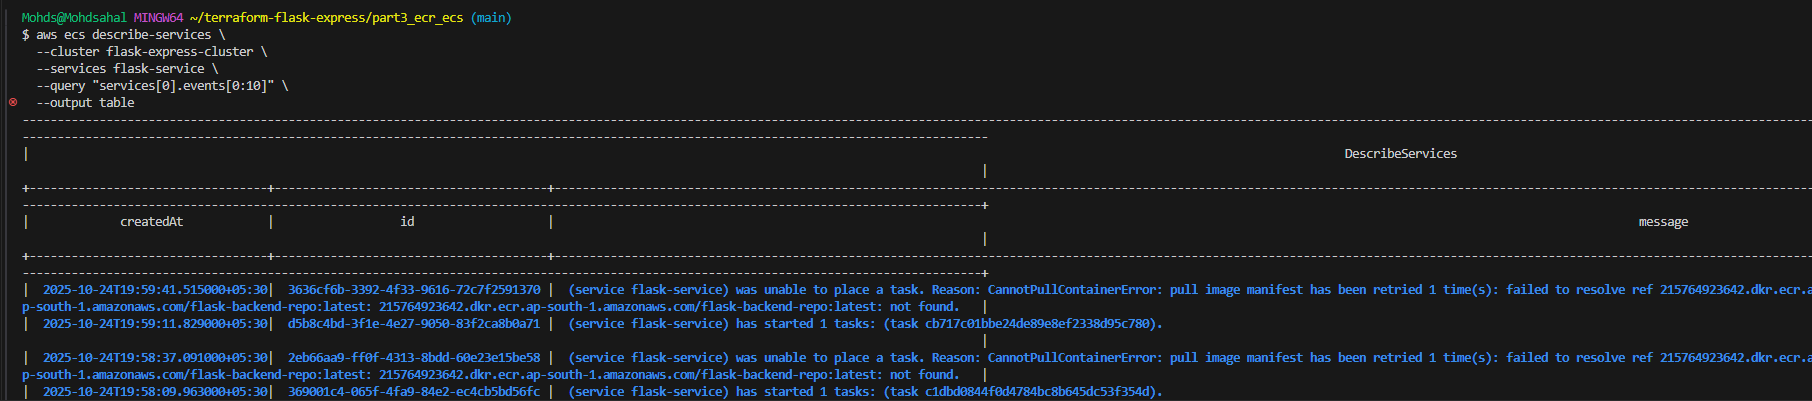 Mohds@Mohdsahal MINGW64 ~/terraform-flask-express/part3_ecr_ecs (main)
$ aws ecs describe-services \
  --cluster flask-express-cluster \
  --services flask-service \
  --query "services[0].events[0:10]" \
  --output table
DescribeServices
| createdAt | id | message |
| 2025-10-24T19:59:41.515000+05:30| 3636cf6b-3392-4f33-9616-72c7f2591370 | (service flask-service) was unable to place a task. Reason: CannotPullContainerError: pull image manifest has been retried 1 time(s): failed to resolve ref 215764923642.dkr.ecr.a
p-south-1.amazonaws.com/flask-backend-repo:latest: 215764923642.dkr.ecr.ap-south-1.amazonaws.com/flask-backend-repo:latest: not found. |
| 2025-10-24T19:59:11.829000+05:30| d5b8c4bd-3f1e-4e27-9050-83f2ca8b0a71 | (service flask-service) has started 1 tasks: (task cb717c01bbe24de89e8ef2338d95c780).
|
| 2025-10-24T19:58:37.091000+05:30| 2eb66aa9-ff0f-4313-8bdd-60e23e15be58 | (service flask-service) was unable to place a task. Reason: CannotPullContainerError: pull image manifest has been retried 1 time(s): failed to resolve ref 215764923642.dkr.ecr.a
p-south-1.amazonaws.com/flask-backend-repo:latest: 215764923642.dkr.ecr.ap-south-1.amazonaws.com/flask-backend-repo:latest: not found. |
| 2025-10-24T19:58:09.963000+05:30| 369001c4-065f-4fa9-84e2-ec4cb5bd56fc | (service flask-service) has started 1 tasks: (task c1dbd0844f0d4784bc8b645dc53f354d).